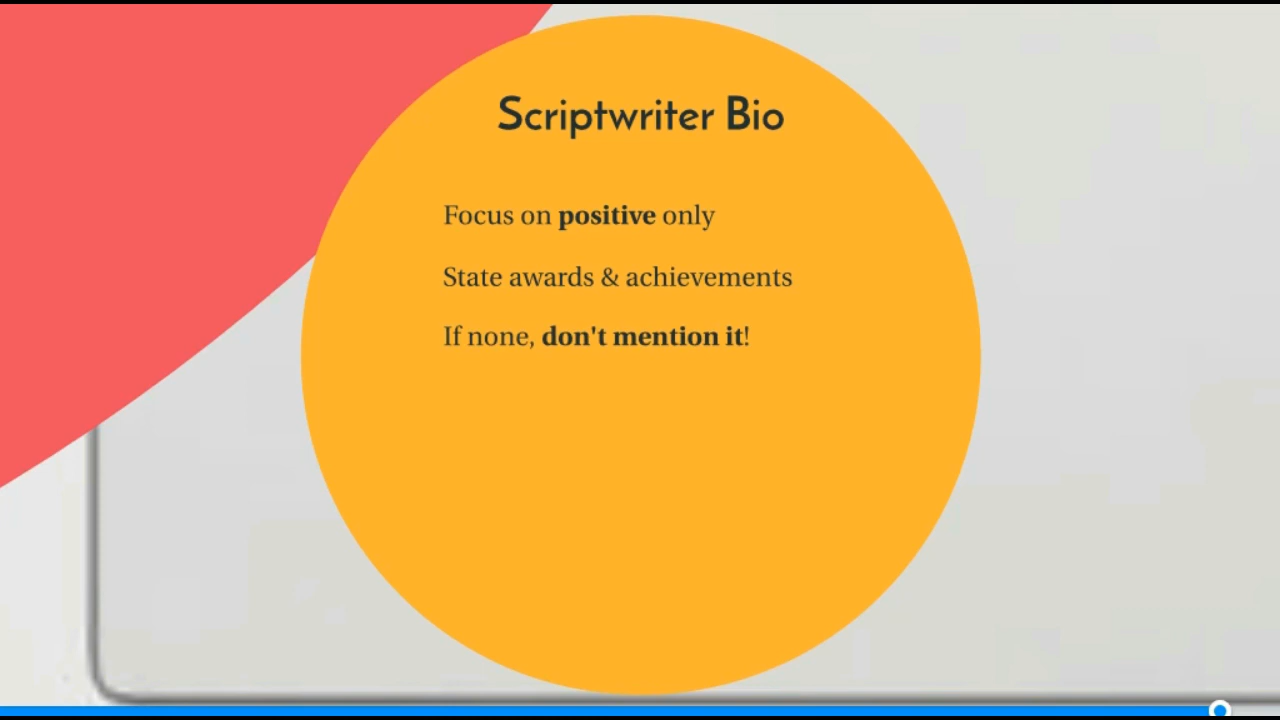 Scriptwriter Bio
Focus on positive only
State awards & achievements
If none, don't mention it!